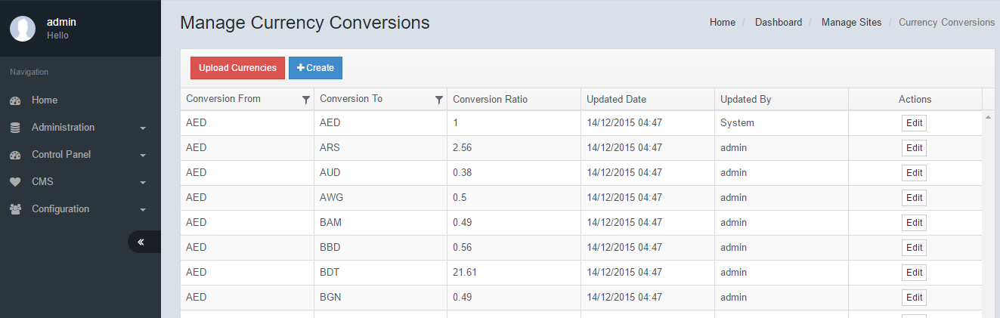 admin
Hello
Navigation
Home
Administration
Control Panel
CMS
Configuration
Manage Currency Conversions
Home / Dashboard / Manage Sites / Currency Conversions
Upload Currencies Create
Conversion From Conversion To Conversion Ratio Updated Date Updated By Actions
AED AED 1 14/12/2015 04:47 System Edit
AED ARS 2.56 14/12/2015 04:47 admin Edit
AED AUD 0.38 14/12/2015 04:47 admin Edit
AED AWG 0.5 14/12/2015 04:47 admin Edit
AED BAM 0.49 14/12/2015 04:47 admin Edit
AED BBD 0.56 14/12/2015 04:47 admin Edit
AED BDT 21.61 14/12/2015 04:47 admin Edit
AED BGN 0.49 14/12/2015 04:47 admin Edit